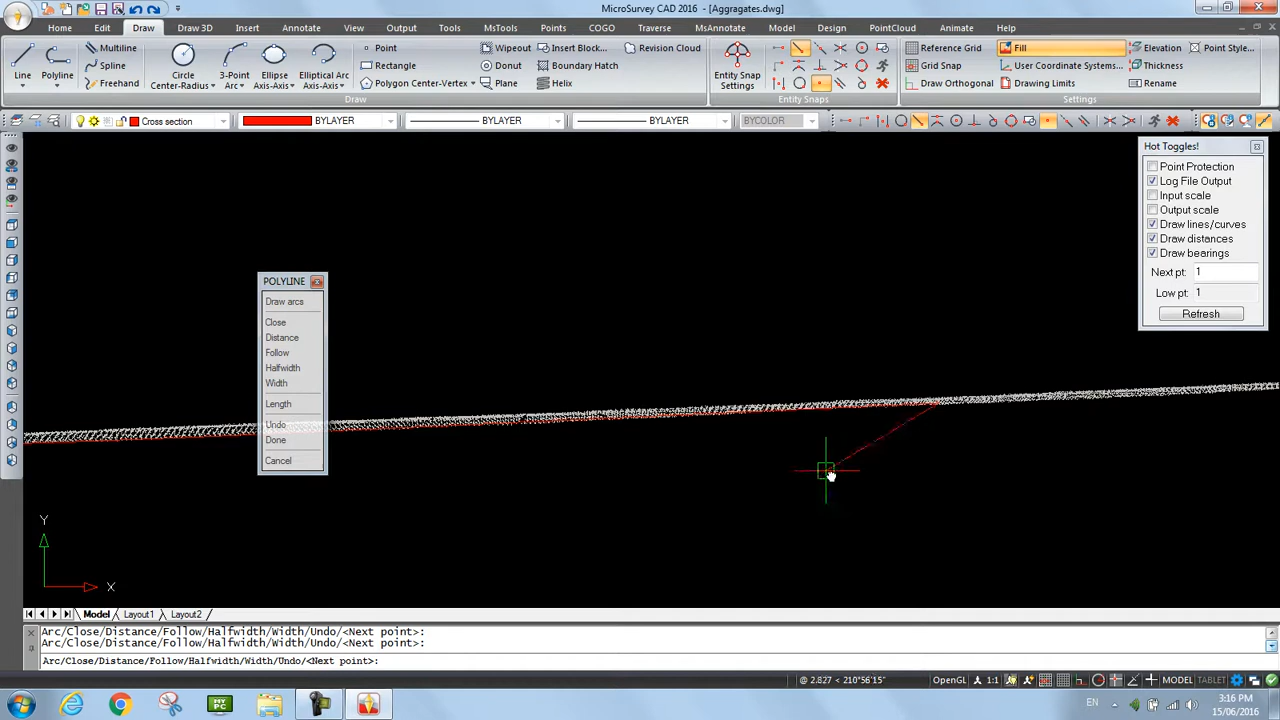 MicroSurvey CAD 2016 - [Aggragates.dwg]
Home Edit Draw Draw 3D Insert Annotate View Output Tools MsTools Points COGO Traverse MsAnnotate Design Model PointCloud Animate Help
Line
Polyline
Multiline
Spline
Freehand
Circle
Center-Radius
3-Point
Arc
Ellipse
Axis-Axis
Elliptical Arc
Axis-Axis
Point
Rectangle
Polygon Center-Vertex
Wipeout
Donut
Plane
Insert Block...
Boundary Hatch
Helix
Revision Cloud
Draw
Entity Snap
Settings
Entity Snaps
Reference Grid
Grid Snap
Draw Orthogonal
Fill
User Coordinate Systems...
Drawing Limits
Elevation
Thickness
Rename
Point Style...
Settings
Cross section
BYLAYER
BYLAYER
BYLAYER
BYCOLOR
Hot Toggles!
Point Protection
Log File Output
Input scale
Output scale
Draw lines/curves
Draw distances
Draw bearings
Next pt: 1
Low pt: 1
Refresh
POLYLINE
Draw arcs
Close
Distance
Follow
Halfwidth
Width
Length
Undo
Done
Cancel
Y
X
Model Layout1 Layout2
Arc/Close/Distance/Follow/Halfwidth/Width/Undo/<Next point>:
Arc/Close/Distance/Follow/Halfwidth/Width/Undo/<Next point>:
Arc/Close/Distance/Follow/Halfwidth/Width/Undo/<Next point>:
@ 2.827 < 210°56'15" OpenGL 1:1 MODEL TABLET
NY
PC
EN
3:16 PM
15/06/2016